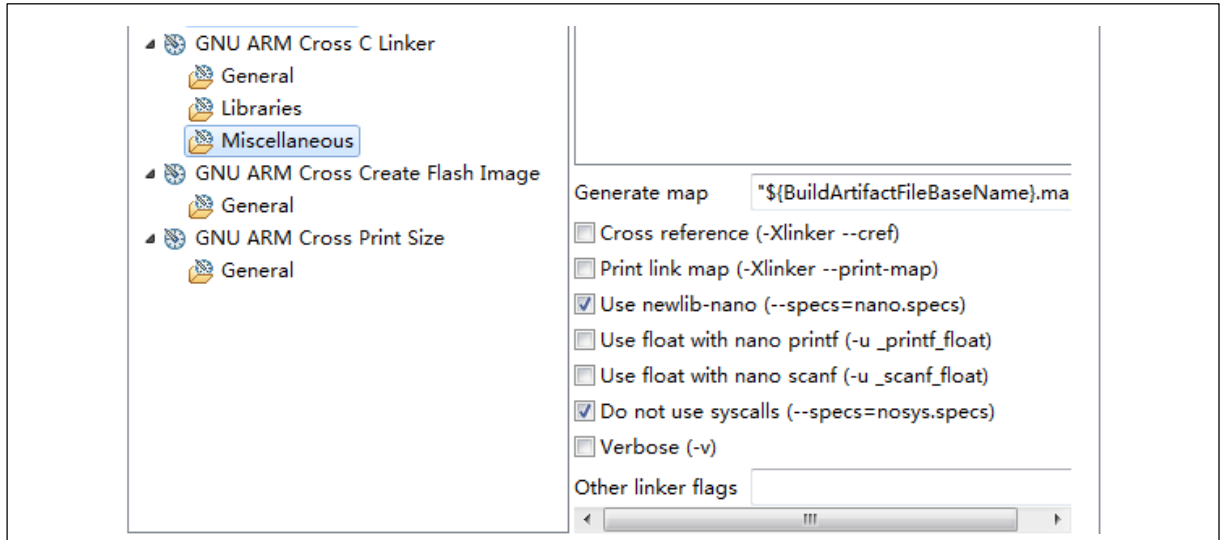 GNU ARM Cross C Linker
General
Libraries
Miscellaneous
GNU ARM Cross Create Flash Image
General
GNU ARM Cross Print Size
General
Generate map "${BuildArtifactFileBaseName}.ma
Cross reference (-Xlinker --cref)
Print link map (-Xlinker --print-map)
Use newlib-nano (--specs=nano.specs)
Use float with nano printf (-u _printf_float)
Use float with nano scanf (-u _scanf_float)
Do not use syscalls (--specs=nosys.specs)
Verbose (-v)
Other linker flags